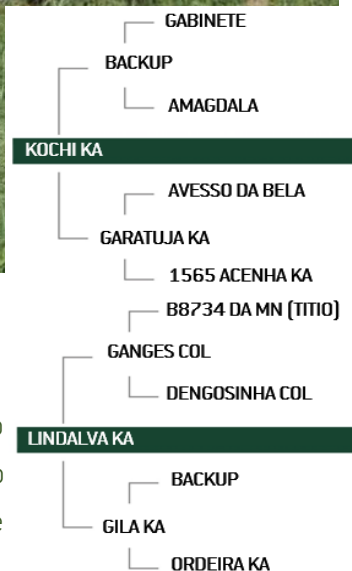 GABINETE
BACKUP
AMAGDALA
KOCHI KA
AVESSO DA BELA
GARATUJA KA
1565 ACENHA KA
B8734 DA MN (TITIO)
GANGES COL
DENGOSINHA COL
LINDALVA KA
BACKUP
GILA KA
ORDEIRA KA